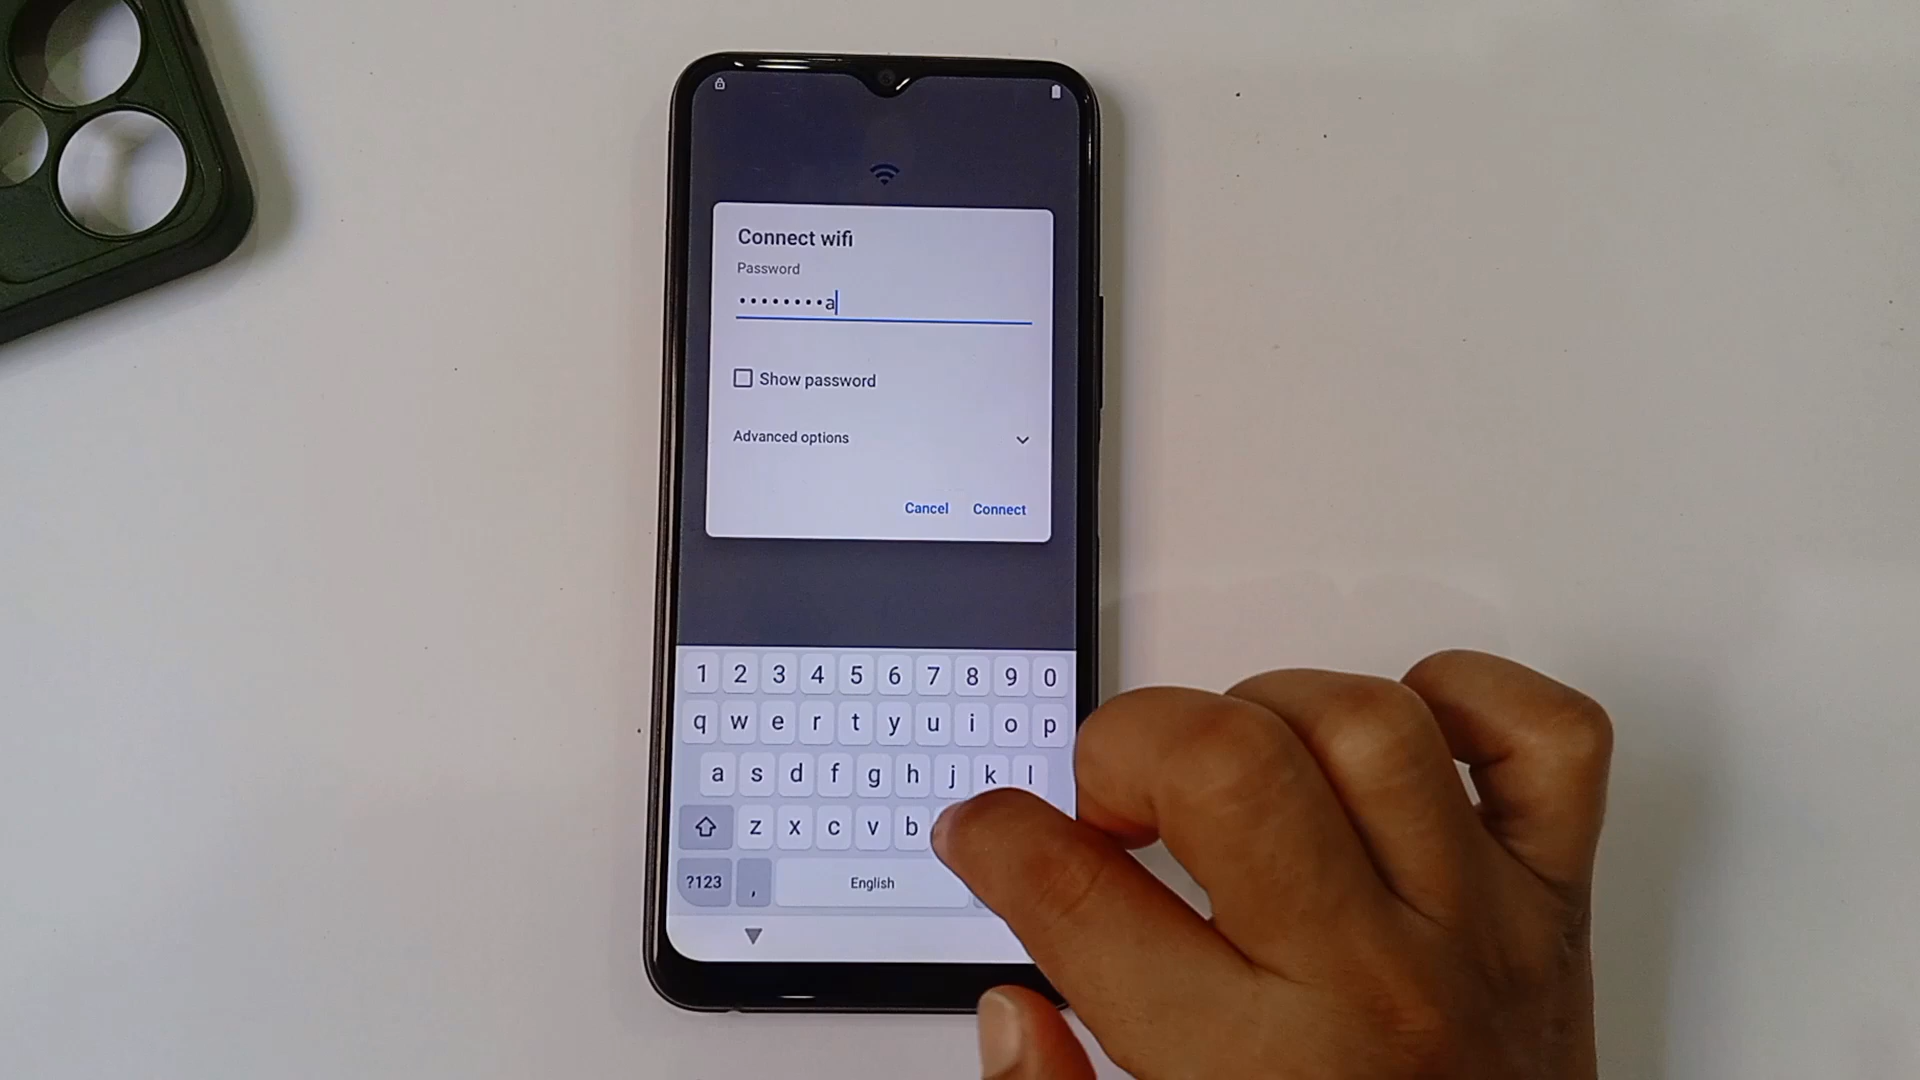 Connect wifi
Password
••••••••a
Show password
Advanced options
Cancel Connect
1 2 3 4 5 6 7 8 9 0
q w e r t y u i o p
a s d f g h j k l
z x c v b
?123 , English